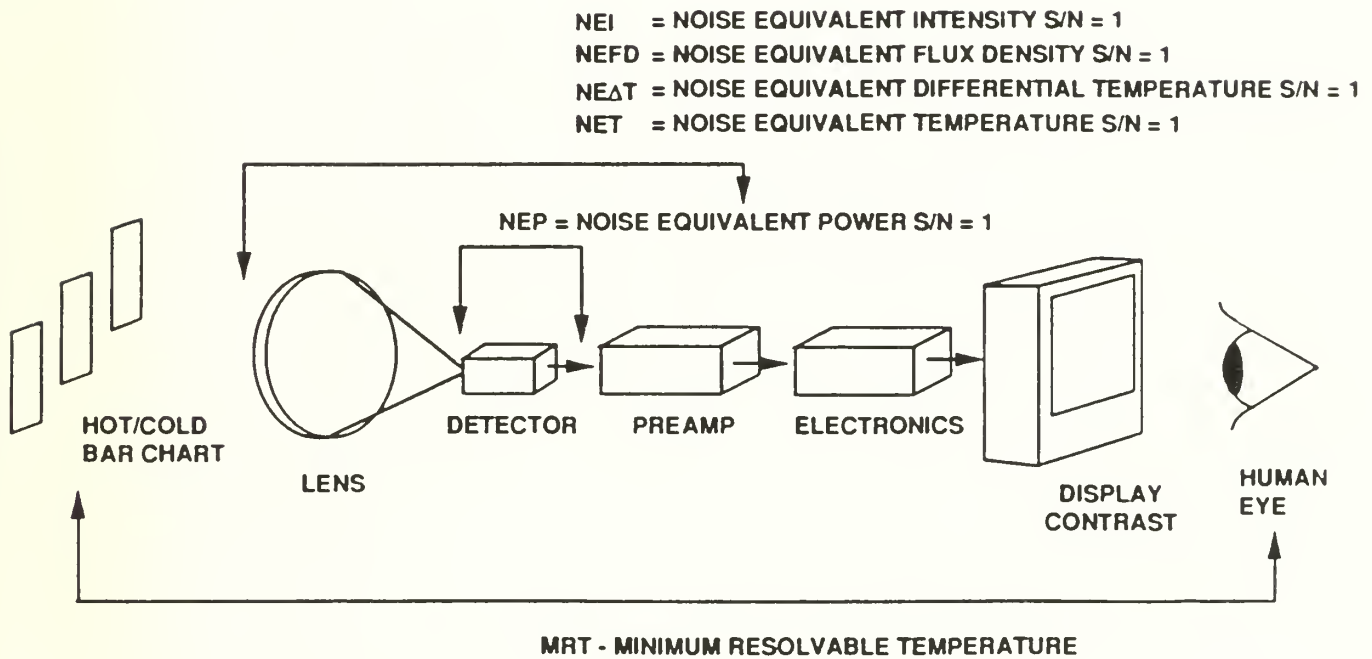 NEI = NOISE EQUIVALENT INTENSITY S/N = 1
NEFD = NOISE EQUIVALENT FLUX DENSITY S/N = 1
NEΔT = NOISE EQUIVALENT DIFFERENTIAL TEMPERATURE S/N = 1
NET = NOISE EQUIVALENT TEMPERATURE S/N = 1
NEP = NOISE EQUIVALENT POWER S/N = 1
HOT/COLD
BAR CHART
LENS
DETECTOR
PREAMP
ELECTRONICS
DISPLAY
CONTRAST
HUMAN
EYE
MRT - MINIMUM RESOLVABLE TEMPERATURE